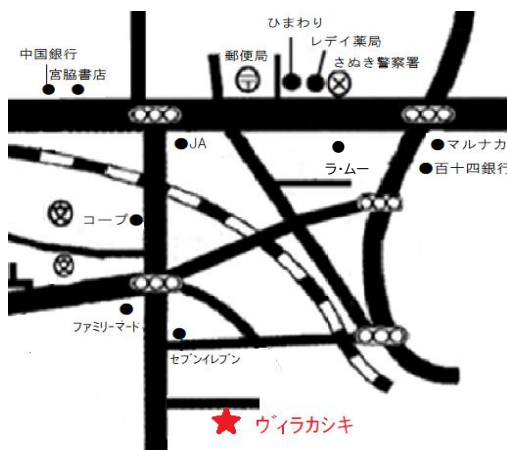 ひまわり
レデイ薬局
郵便局
さぬき警察署
中国銀行
宮脇書店
JA
ラ・ムー
マルナカ
百十四銀行
コープ
ファミリーマート
セブンイレブン
ヴィラカシキ